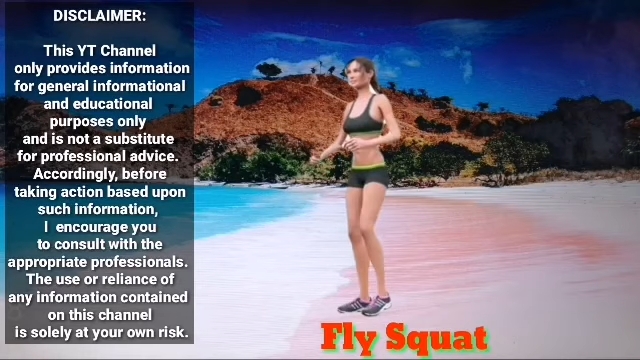 DISCLAIMER:
This YT Channel
only provides information
for general informational
and educational
purposes only
and is not a substitute
for professional advice.
Accordingly, before
taking action based upon
such information,
I encourage you
to consult with the
appropriate professionals.
The use or reliance of
any information contained
on this channel
is solely at your own risk.
Fly Squat